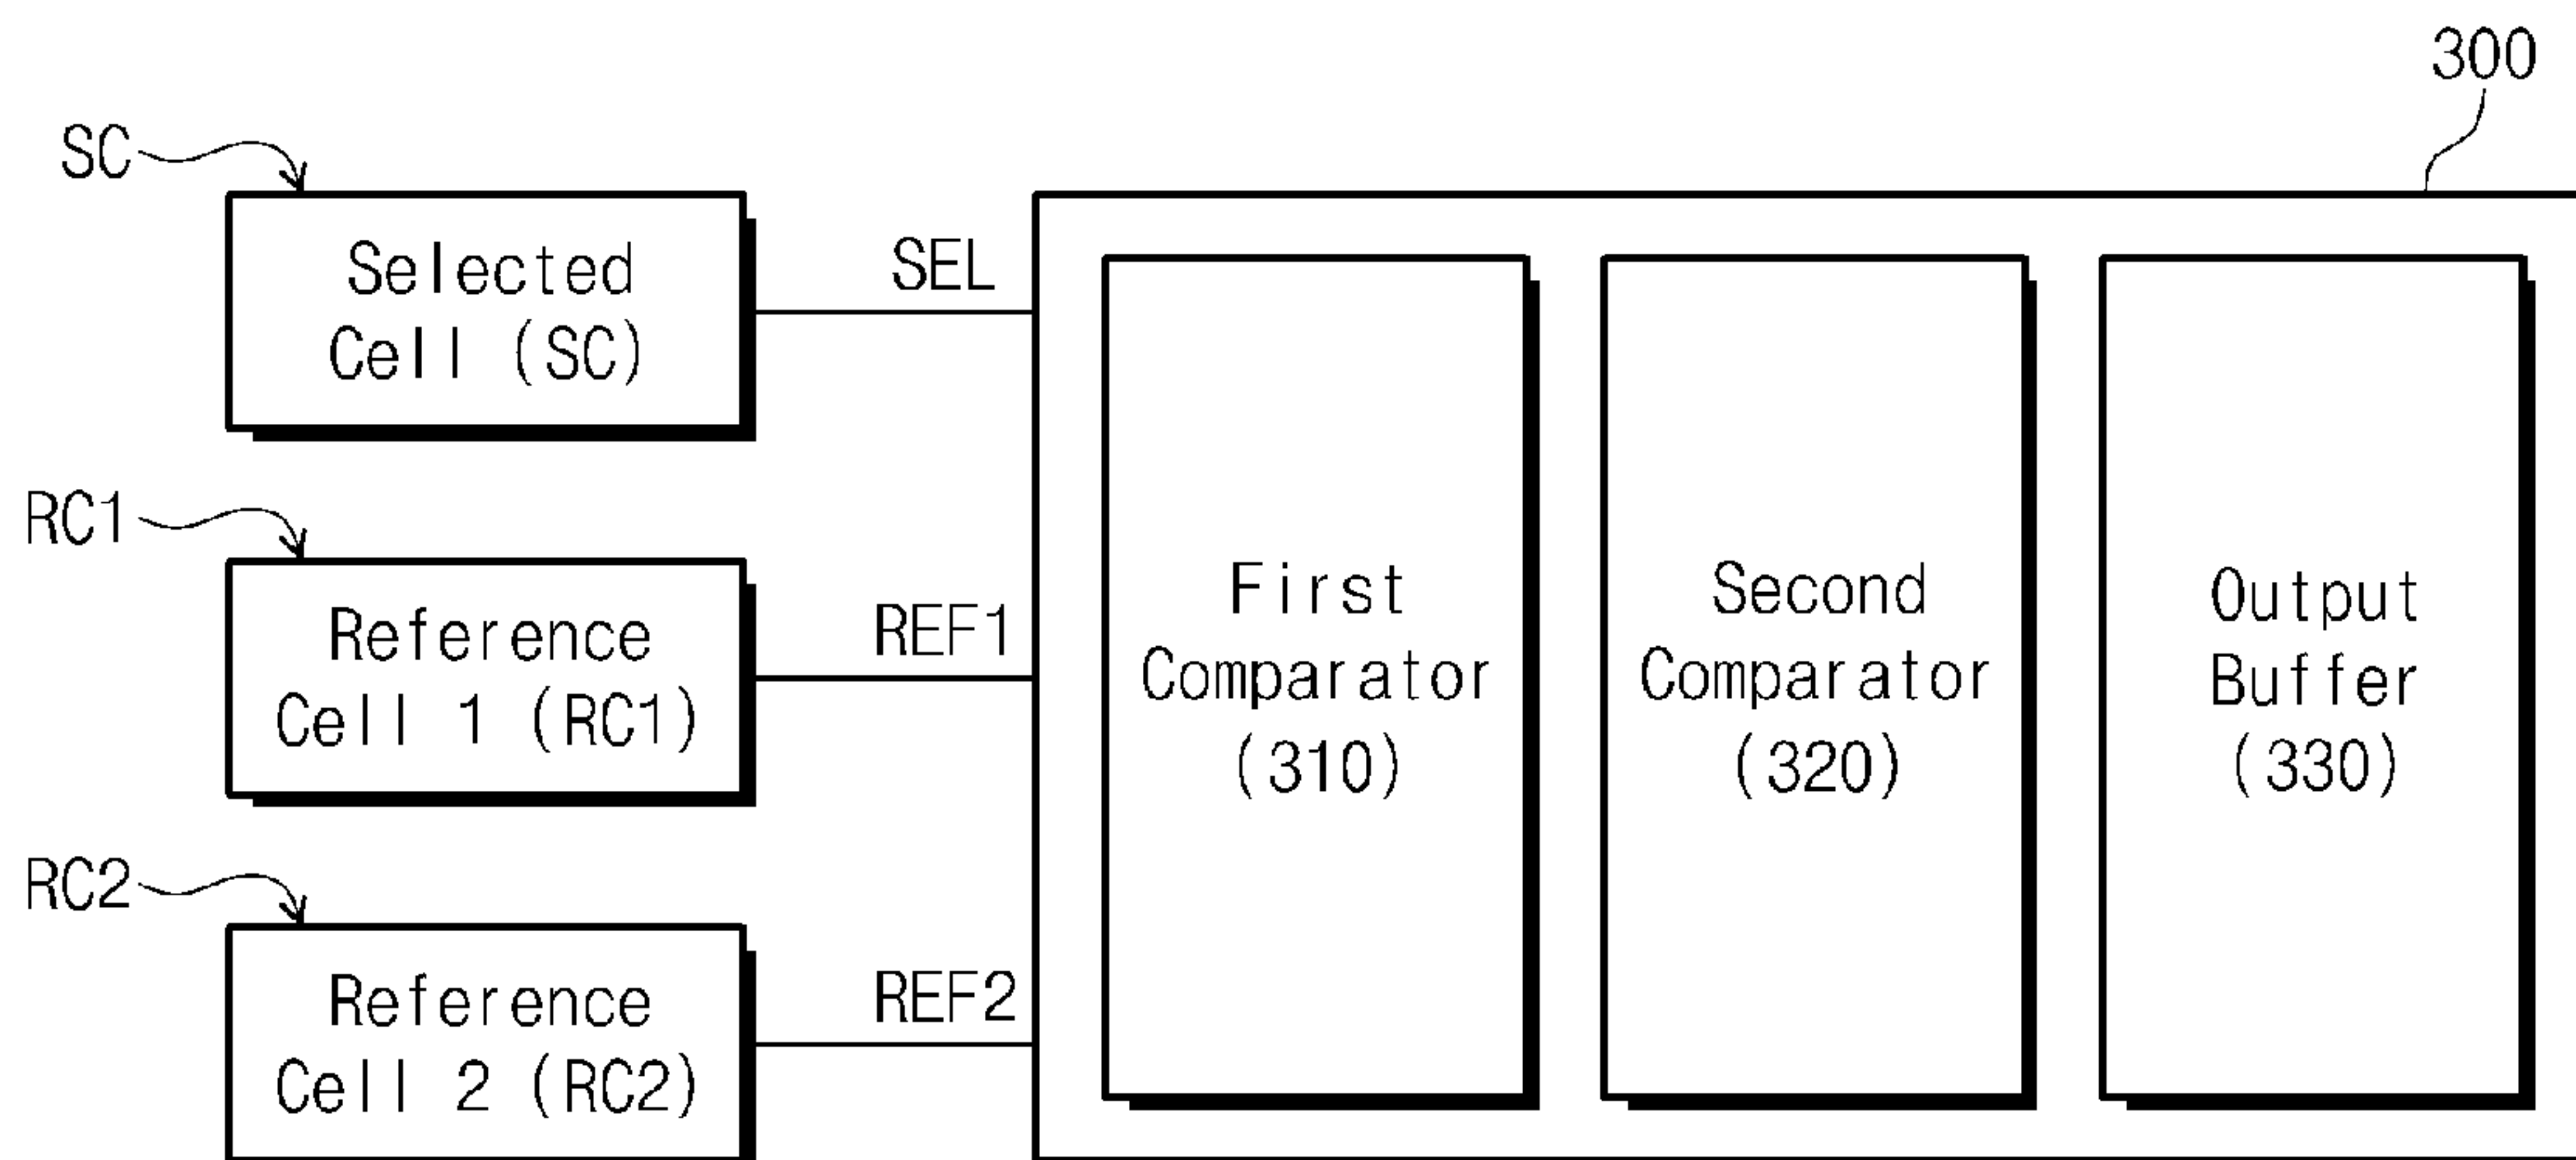 300
SC
Selected
Cell (SC)
SEL
RC1
Reference
Cell 1 (RC1)
REF1
RC2
Reference
Cell 2 (RC2)
REF2
First
Comparator
(310)
Second
Comparator
(320)
Output
Buffer
(330)